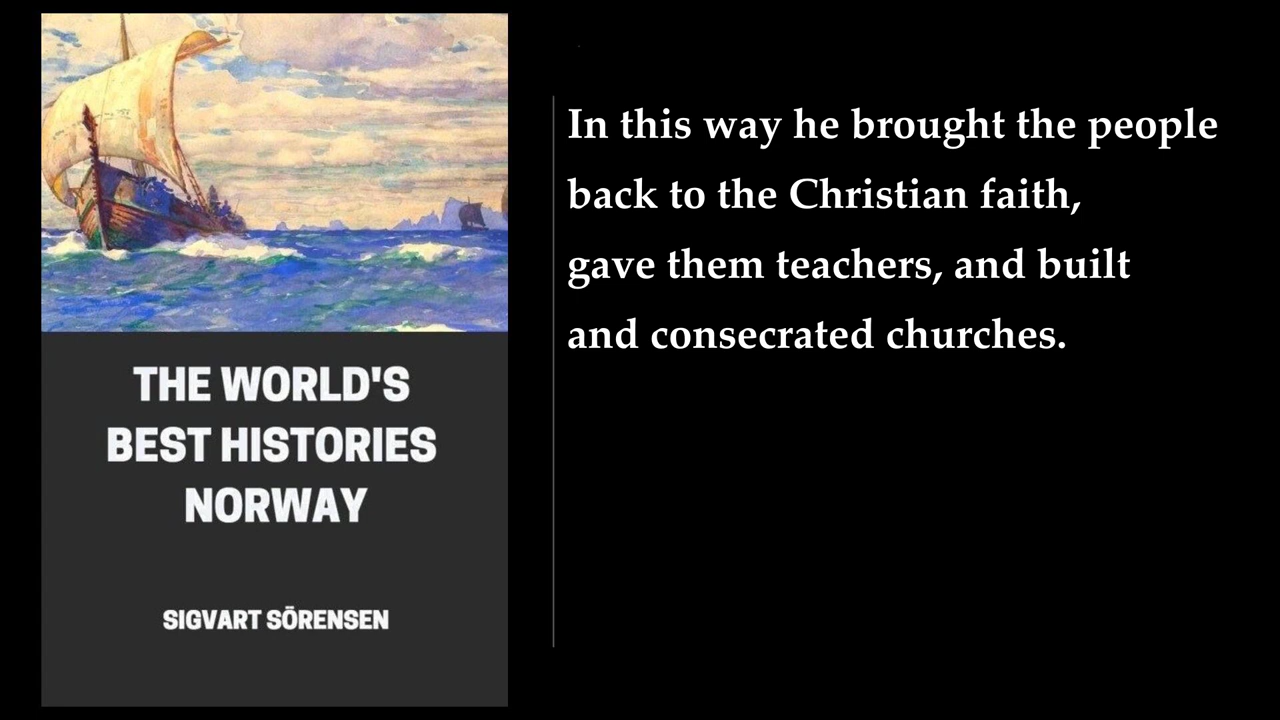 THE WORLD'S
BEST HISTORIES
NORWAY
SIGVART SÖRENSEN
In this way he brought the people
back to the Christian faith,
gave them teachers, and built
and consecrated churches.